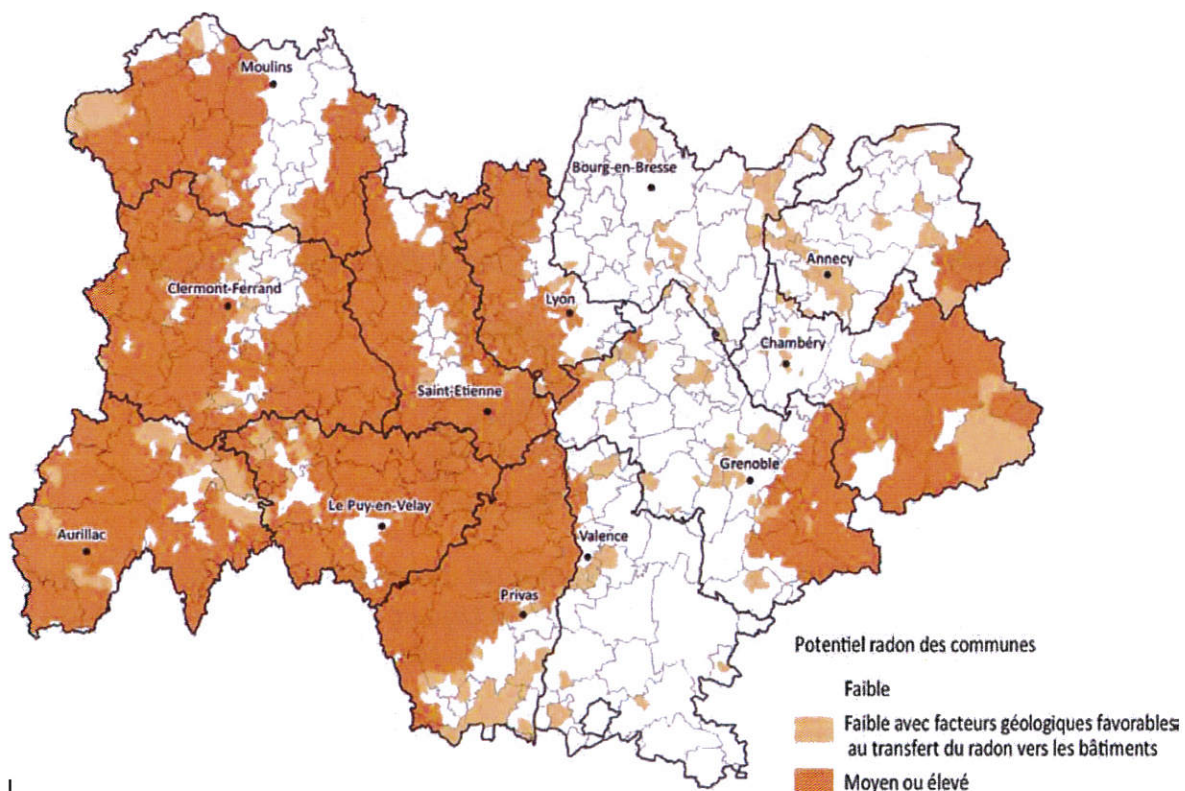 Moulins
Bourg-en-Bresse
Annecy
Clermont-Ferrand
Lyon
Chambéry
Saint-Etienne
Grenoble
Le Puy-en-Velay
Aurillac
Valence
Privas
Potentiel radon des communes
Faible
Faible avec facteurs géologiques favorables
au transfert du radon vers les bâtiments
Moyen ou élevé